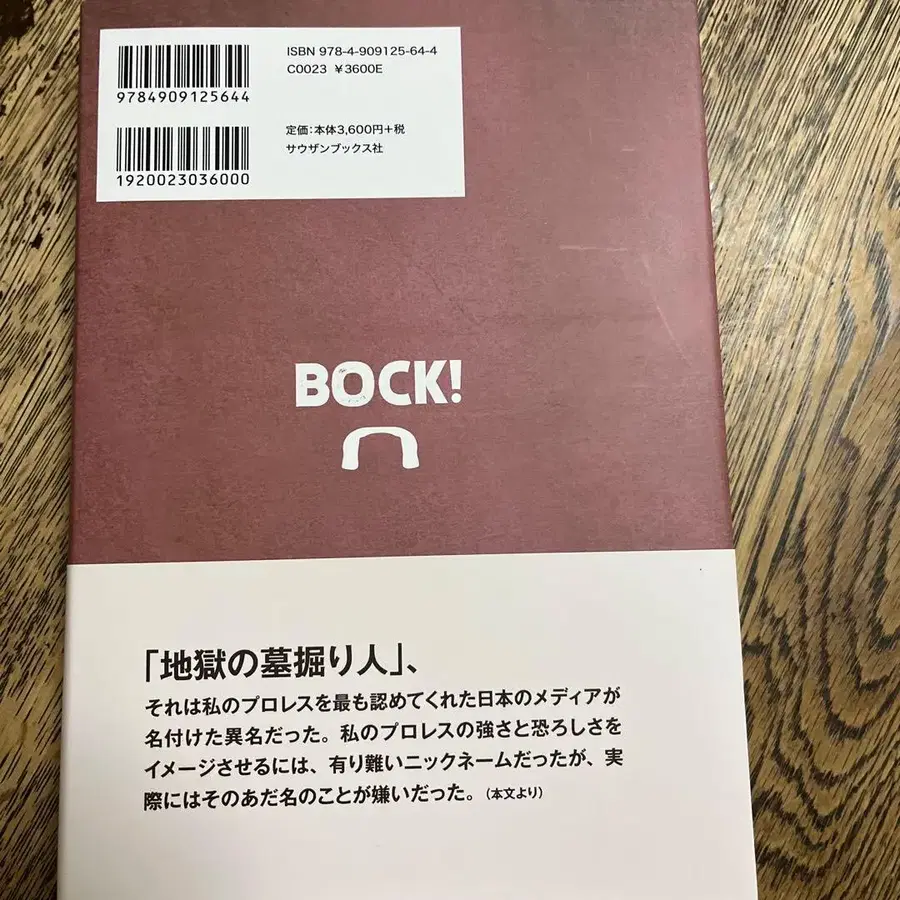 ISBN 978-4-909125-64-4
C0023 ¥3600E
9784909125644
定価:本体3,600円+税
サウザンブックス社
1920023036000
BOCK!
「地獄の墓掘り人」、
それは私のプロレスを最も認めてくれた日本のメディアが
名付けた異名だった。私のプロレスの強さと恐ろしさを
イメージさせるには、有り難いニックネームだったが、実
際にはそのあだ名のことが嫌いだった。(本文より)